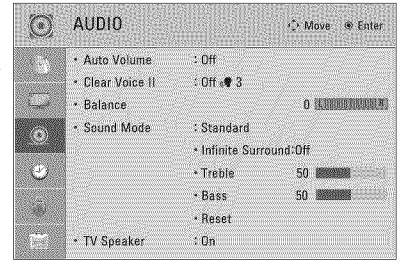 AUDIO Move Enter
• Auto Volume : Off
• Clear Voice II : Off 3
• Balance 0 L R
• Sound Mode : Standard
• Infinite Surround:Off
• Treble 50
• Bass 50
• Reset
• TV Speaker : On